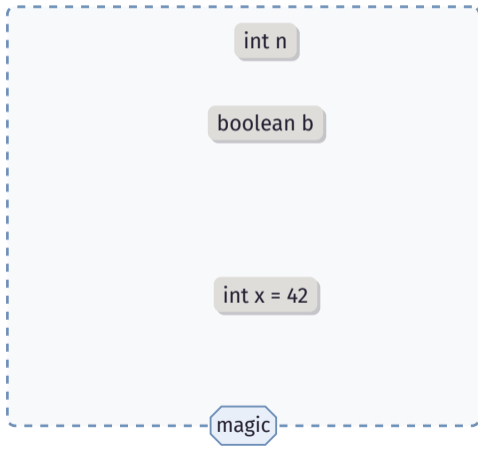 int n
boolean b
int x = 42
magic